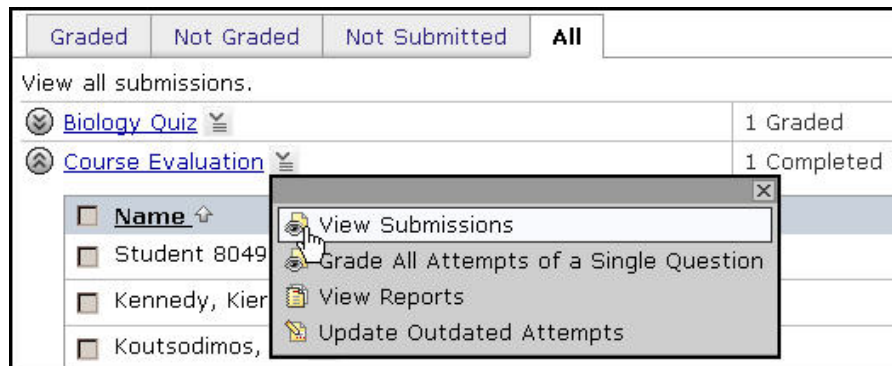 Graded Not Graded Not Submitted All
View all submissions.
Biology Quiz 1 Graded
Course Evaluation 1 Completed
Name
View Submissions
Student 8049
Grade All Attempts of a Single Question
Kennedy, Kier
View Reports
Update Outdated Attempts
Koutsodimos,